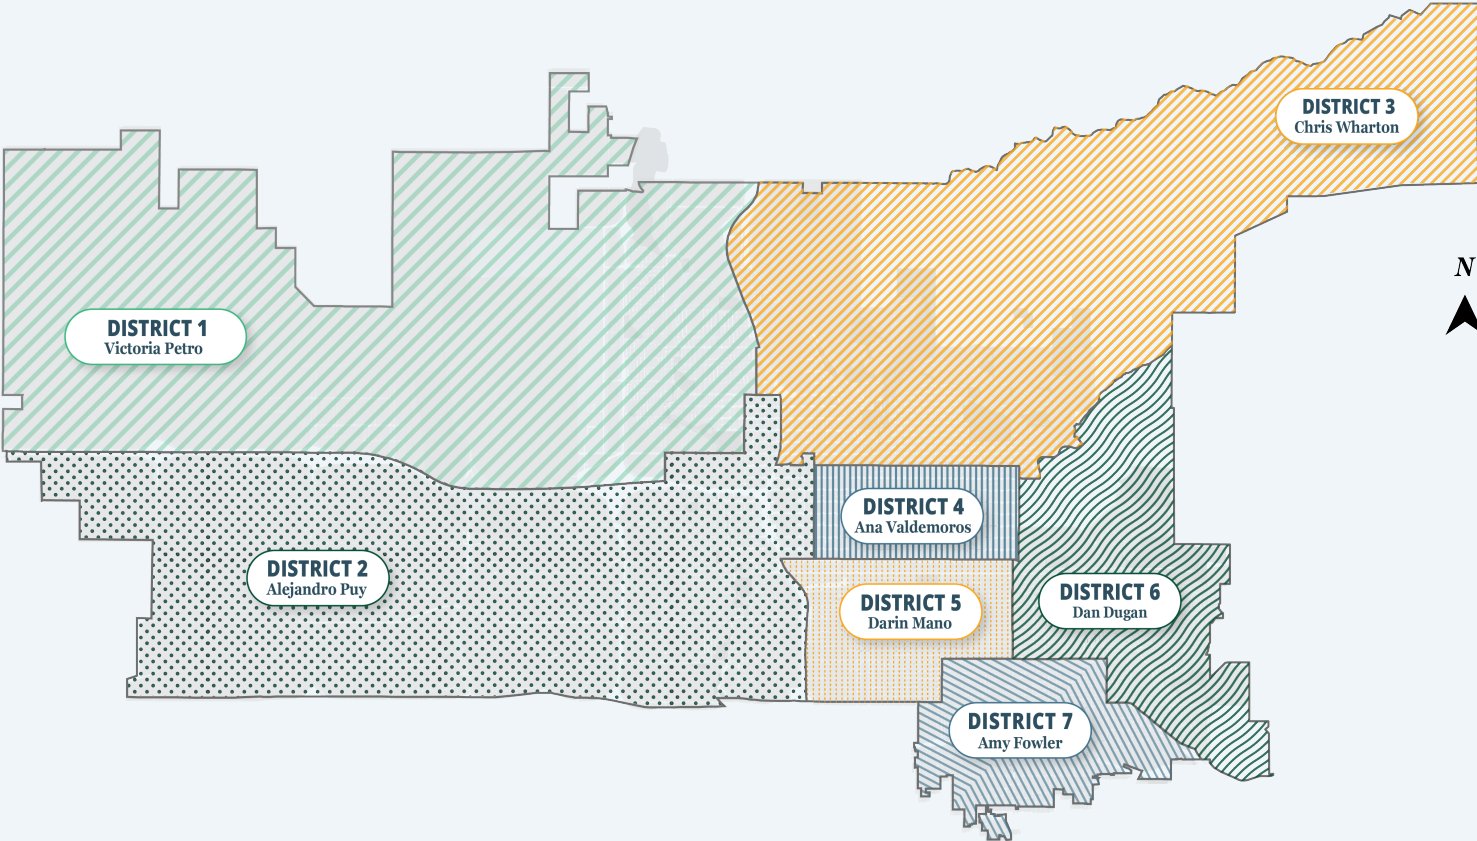 DISTRICT 3
Chris Wharton
N
DISTRICT 1
Victoria Petro
DISTRICT 4
Ana Valdemoros
DISTRICT 2
Alejandro Puy
DISTRICT 6
Dan Dugan
DISTRICT 5
Darin Mano
DISTRICT 7
Amy Fowler